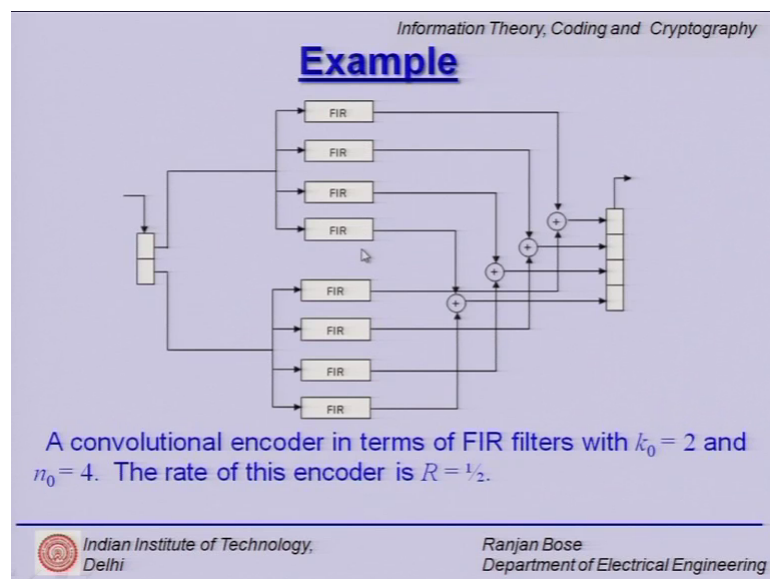 Information Theory, Coding and Cryptography
Example
FIR
FIR
FIR
FIR
FIR
FIR
FIR
FIR
+
+
+
+
A convolutional encoder in terms of FIR filters with k₀ = 2 and
n₀ = 4. The rate of this encoder is R = ½.
Indian Institute of Technology,
Delhi
Ranjan Bose
Department of Electrical Engineering